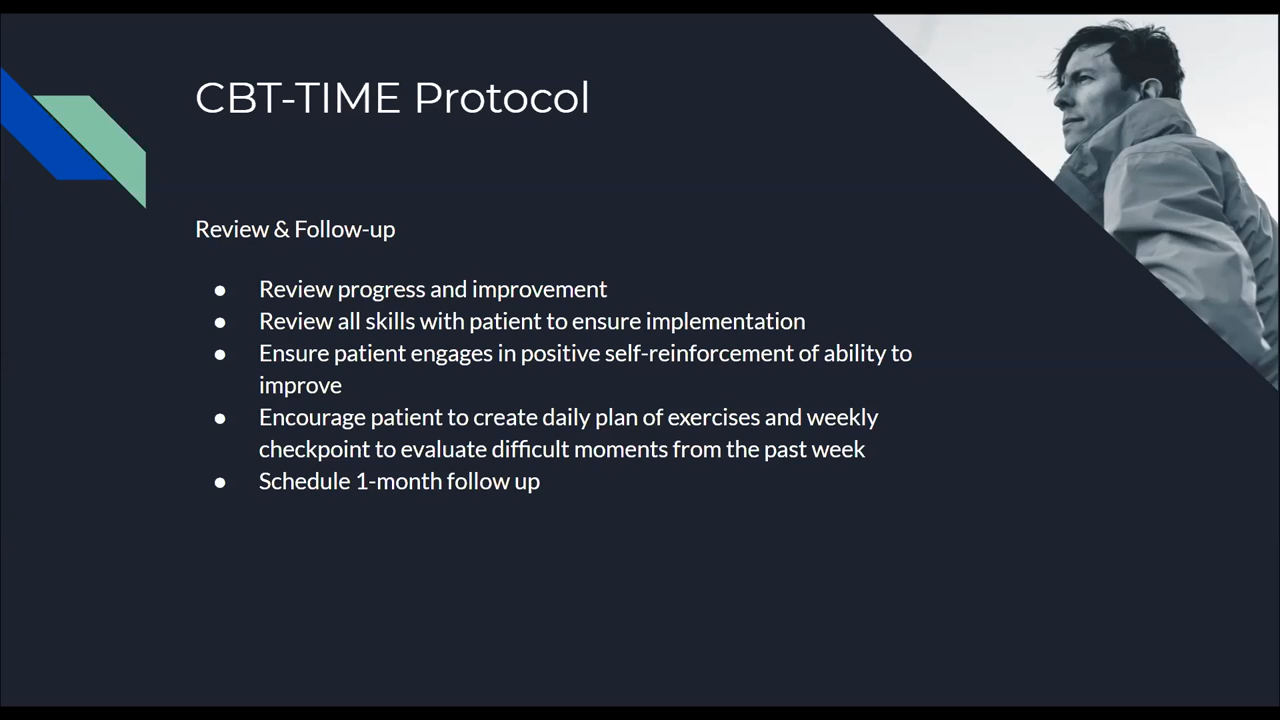 CBT-TIME Protocol
Review & Follow-up
● Review progress and improvement
● Review all skills with patient to ensure implementation
● Ensure patient engages in positive self-reinforcement of ability to
improve
● Encourage patient to create daily plan of exercises and weekly
checkpoint to evaluate difficult moments from the past week
● Schedule 1-month follow up